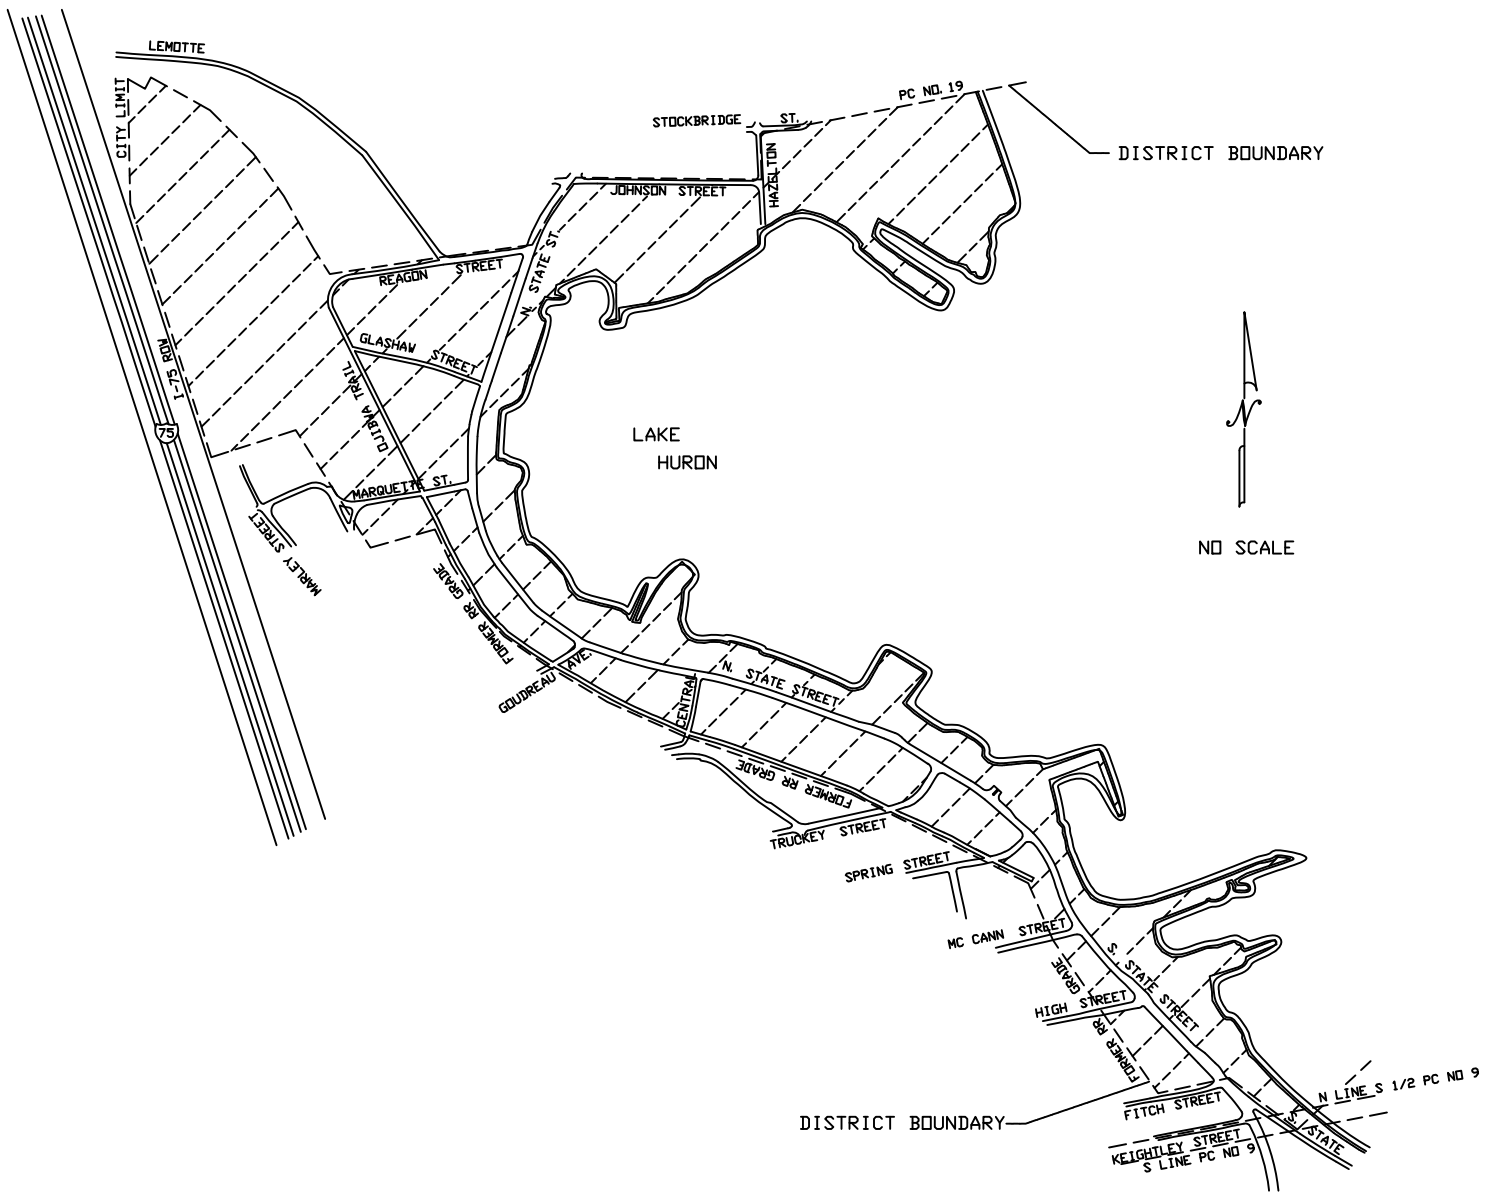 LEMOTTE
CITY LIMIT
PC NO. 19
STOCKBRIDGE ST.
DISTRICT BOUNDARY
HAZELTON
JOHNSON STREET
N. STATE ST.
REAGON STREET
GLASHAW STREET
I-75 ROW
OJIBWA TRAIL
75
LAKE
HURON
N
MARQUETTE ST.
MARLEY STREET
NO SCALE
FORMER RR GRADE
GOUDREAU AVE.
N. STATE STREET
CENTRAL
FORMER RR GRADE
TRUCKEY STREET
SPRING STREET
MC CANN STREET
S. STATE STREET
FORMER RR GRADE
HIGH STREET
N LINE S 1/2 PC NO 9
DISTRICT BOUNDARY
FITCH STREET
S. STATE
KEIGHTLEY STREET
S LINE PC NO 9